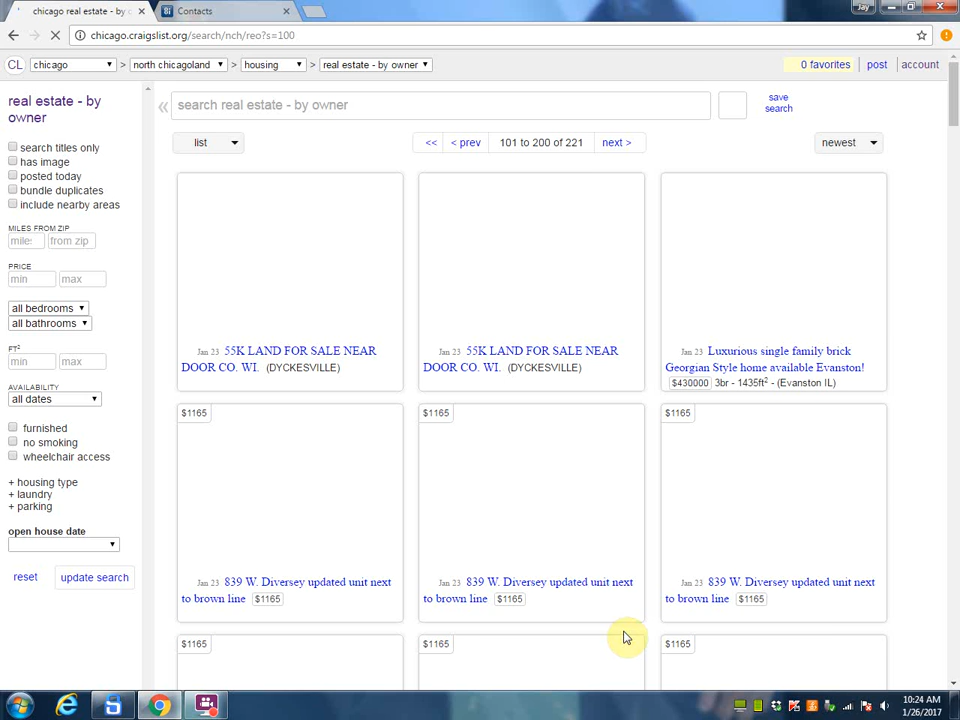 chicago real estate - by c
Contacts
Jay
chicago.craigslist.org/search/nch/reo?s=100
CL chicago > north chicagoland > housing > real estate - by owner
0 favorites post account
real estate - by
owner
search real estate - by owner
save
search
list
<< < prev 101 to 200 of 221 next >
newest
search titles only
has image
posted today
bundle duplicates
include nearby areas
MILES FROM ZIP
miles from zip
PRICE
min max
all bedrooms
all bathrooms
FT²
min max
AVAILABILITY
all dates
furnished
no smoking
wheelchair access
+ housing type
+ laundry
+ parking
open house date
reset update search
Jan 23 55K LAND FOR SALE NEAR
DOOR CO. WI. (DYCKESVILLE)
Jan 23 55K LAND FOR SALE NEAR
DOOR CO. WI. (DYCKESVILLE)
Jan 23 Luxurious single family brick
Georgian Style home available Evanston!
$430000 3br - 1435ft² - (Evanston IL)
$1165
Jan 23 839 W. Diversey updated unit next
to brown line $1165
$1165
Jan 23 839 W. Diversey updated unit next
to brown line $1165
$1165
Jan 23 839 W. Diversey updated unit next
to brown line $1165
$1165
$1165
$1165
10:24 AM
1/26/2017